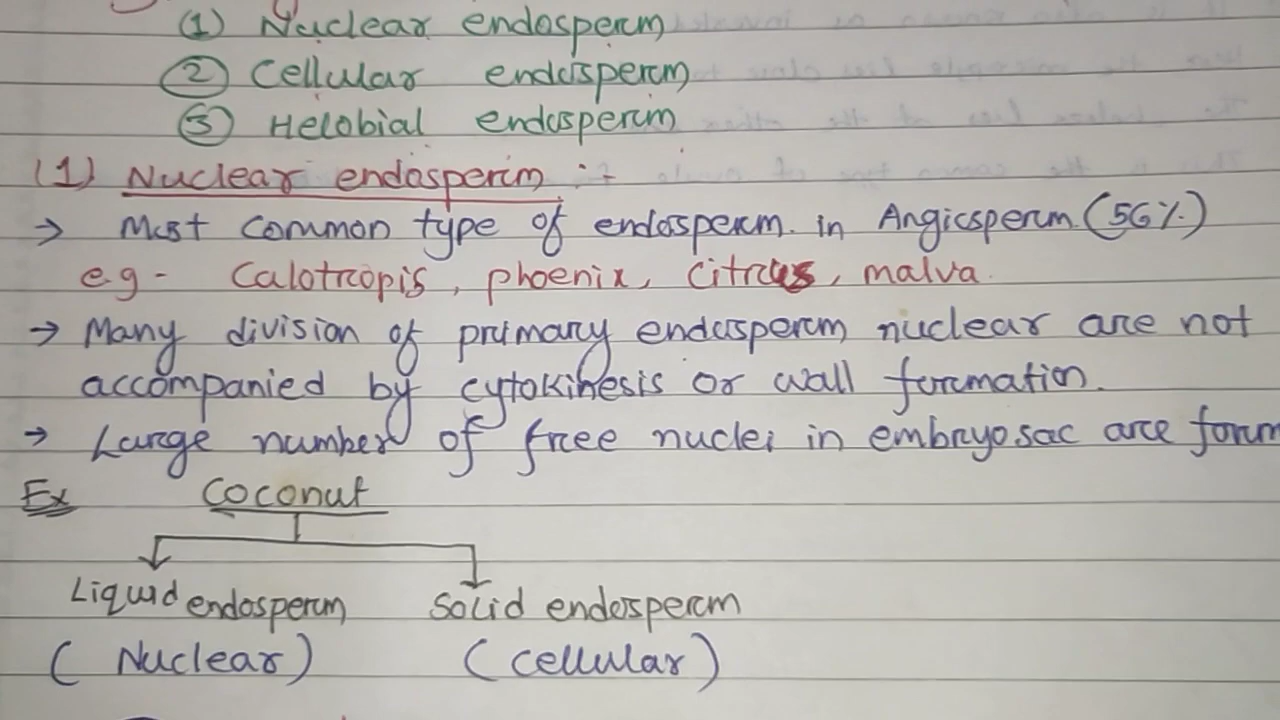 (1) Nuclear endosperm
(2) Cellular endosperm
(3) Helobial endosperm
(1) Nuclear endosperm :-
→ Most common type of endosperm in Angiosperm (56%)
e.g - Calotropis, phoenix, Citrus, malva.
→ Many division of primary endosperm nuclear are not
accompanied by cytokinesis or wall formation.
→ Large number of free nuclei in embryosac are form
Ex Coconut
Liquid endosperm Solid endosperm
(Nuclear) (cellular)